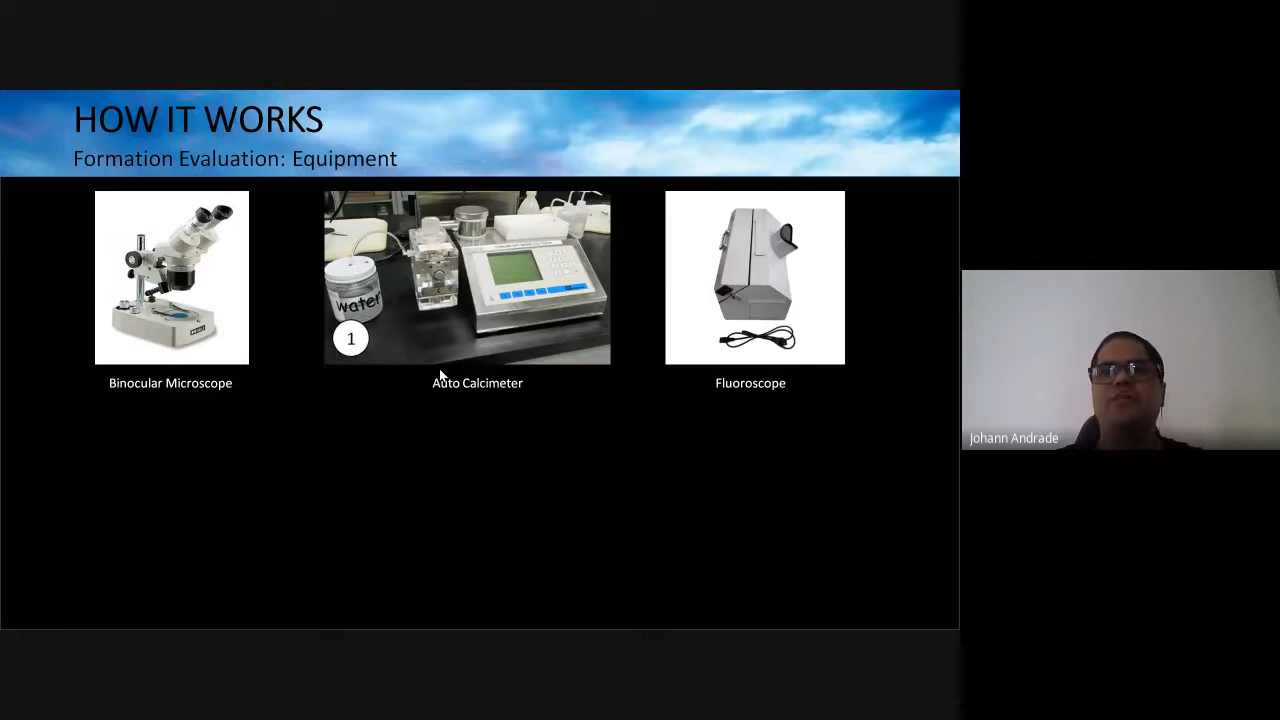 HOW IT WORKS
Formation Evaluation: Equipment
water
1
Binocular Microscope
Auto Calcimeter
Fluoroscope
Johann Andrade